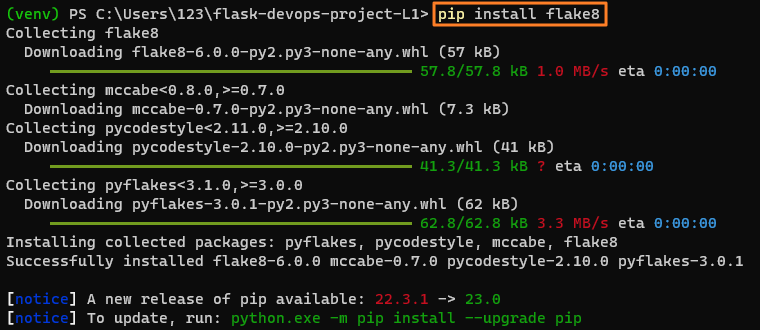 (venv) PS C:\Users\123\flask-devops-project-L1> pip install flake8
Collecting flake8
  Downloading flake8-6.0.0-py2.py3-none-any.whl (57 kB)
     ━━━━━━━━━━━━━━━━━━━━━━━━━━━━━━━━━━━━━━━━ 57.8/57.8 kB 1.0 MB/s eta 0:00:00
Collecting mccabe<0.8.0,>=0.7.0
  Downloading mccabe-0.7.0-py2.py3-none-any.whl (7.3 kB)
Collecting pycodestyle<2.11.0,>=2.10.0
  Downloading pycodestyle-2.10.0-py2.py3-none-any.whl (41 kB)
     ━━━━━━━━━━━━━━━━━━━━━━━━━━━━━━━━━━━━━━━━ 41.3/41.3 kB ? eta 0:00:00
Collecting pyflakes<3.1.0,>=3.0.0
  Downloading pyflakes-3.0.1-py2.py3-none-any.whl (62 kB)
     ━━━━━━━━━━━━━━━━━━━━━━━━━━━━━━━━━━━━━━━━ 62.8/62.8 kB 3.3 MB/s eta 0:00:00
Installing collected packages: pyflakes, pycodestyle, mccabe, flake8
Successfully installed flake8-6.0.0 mccabe-0.7.0 pycodestyle-2.10.0 pyflakes-3.0.1

[notice] A new release of pip available: 22.3.1 -> 23.0
[notice] To update, run: python.exe -m pip install --upgrade pip